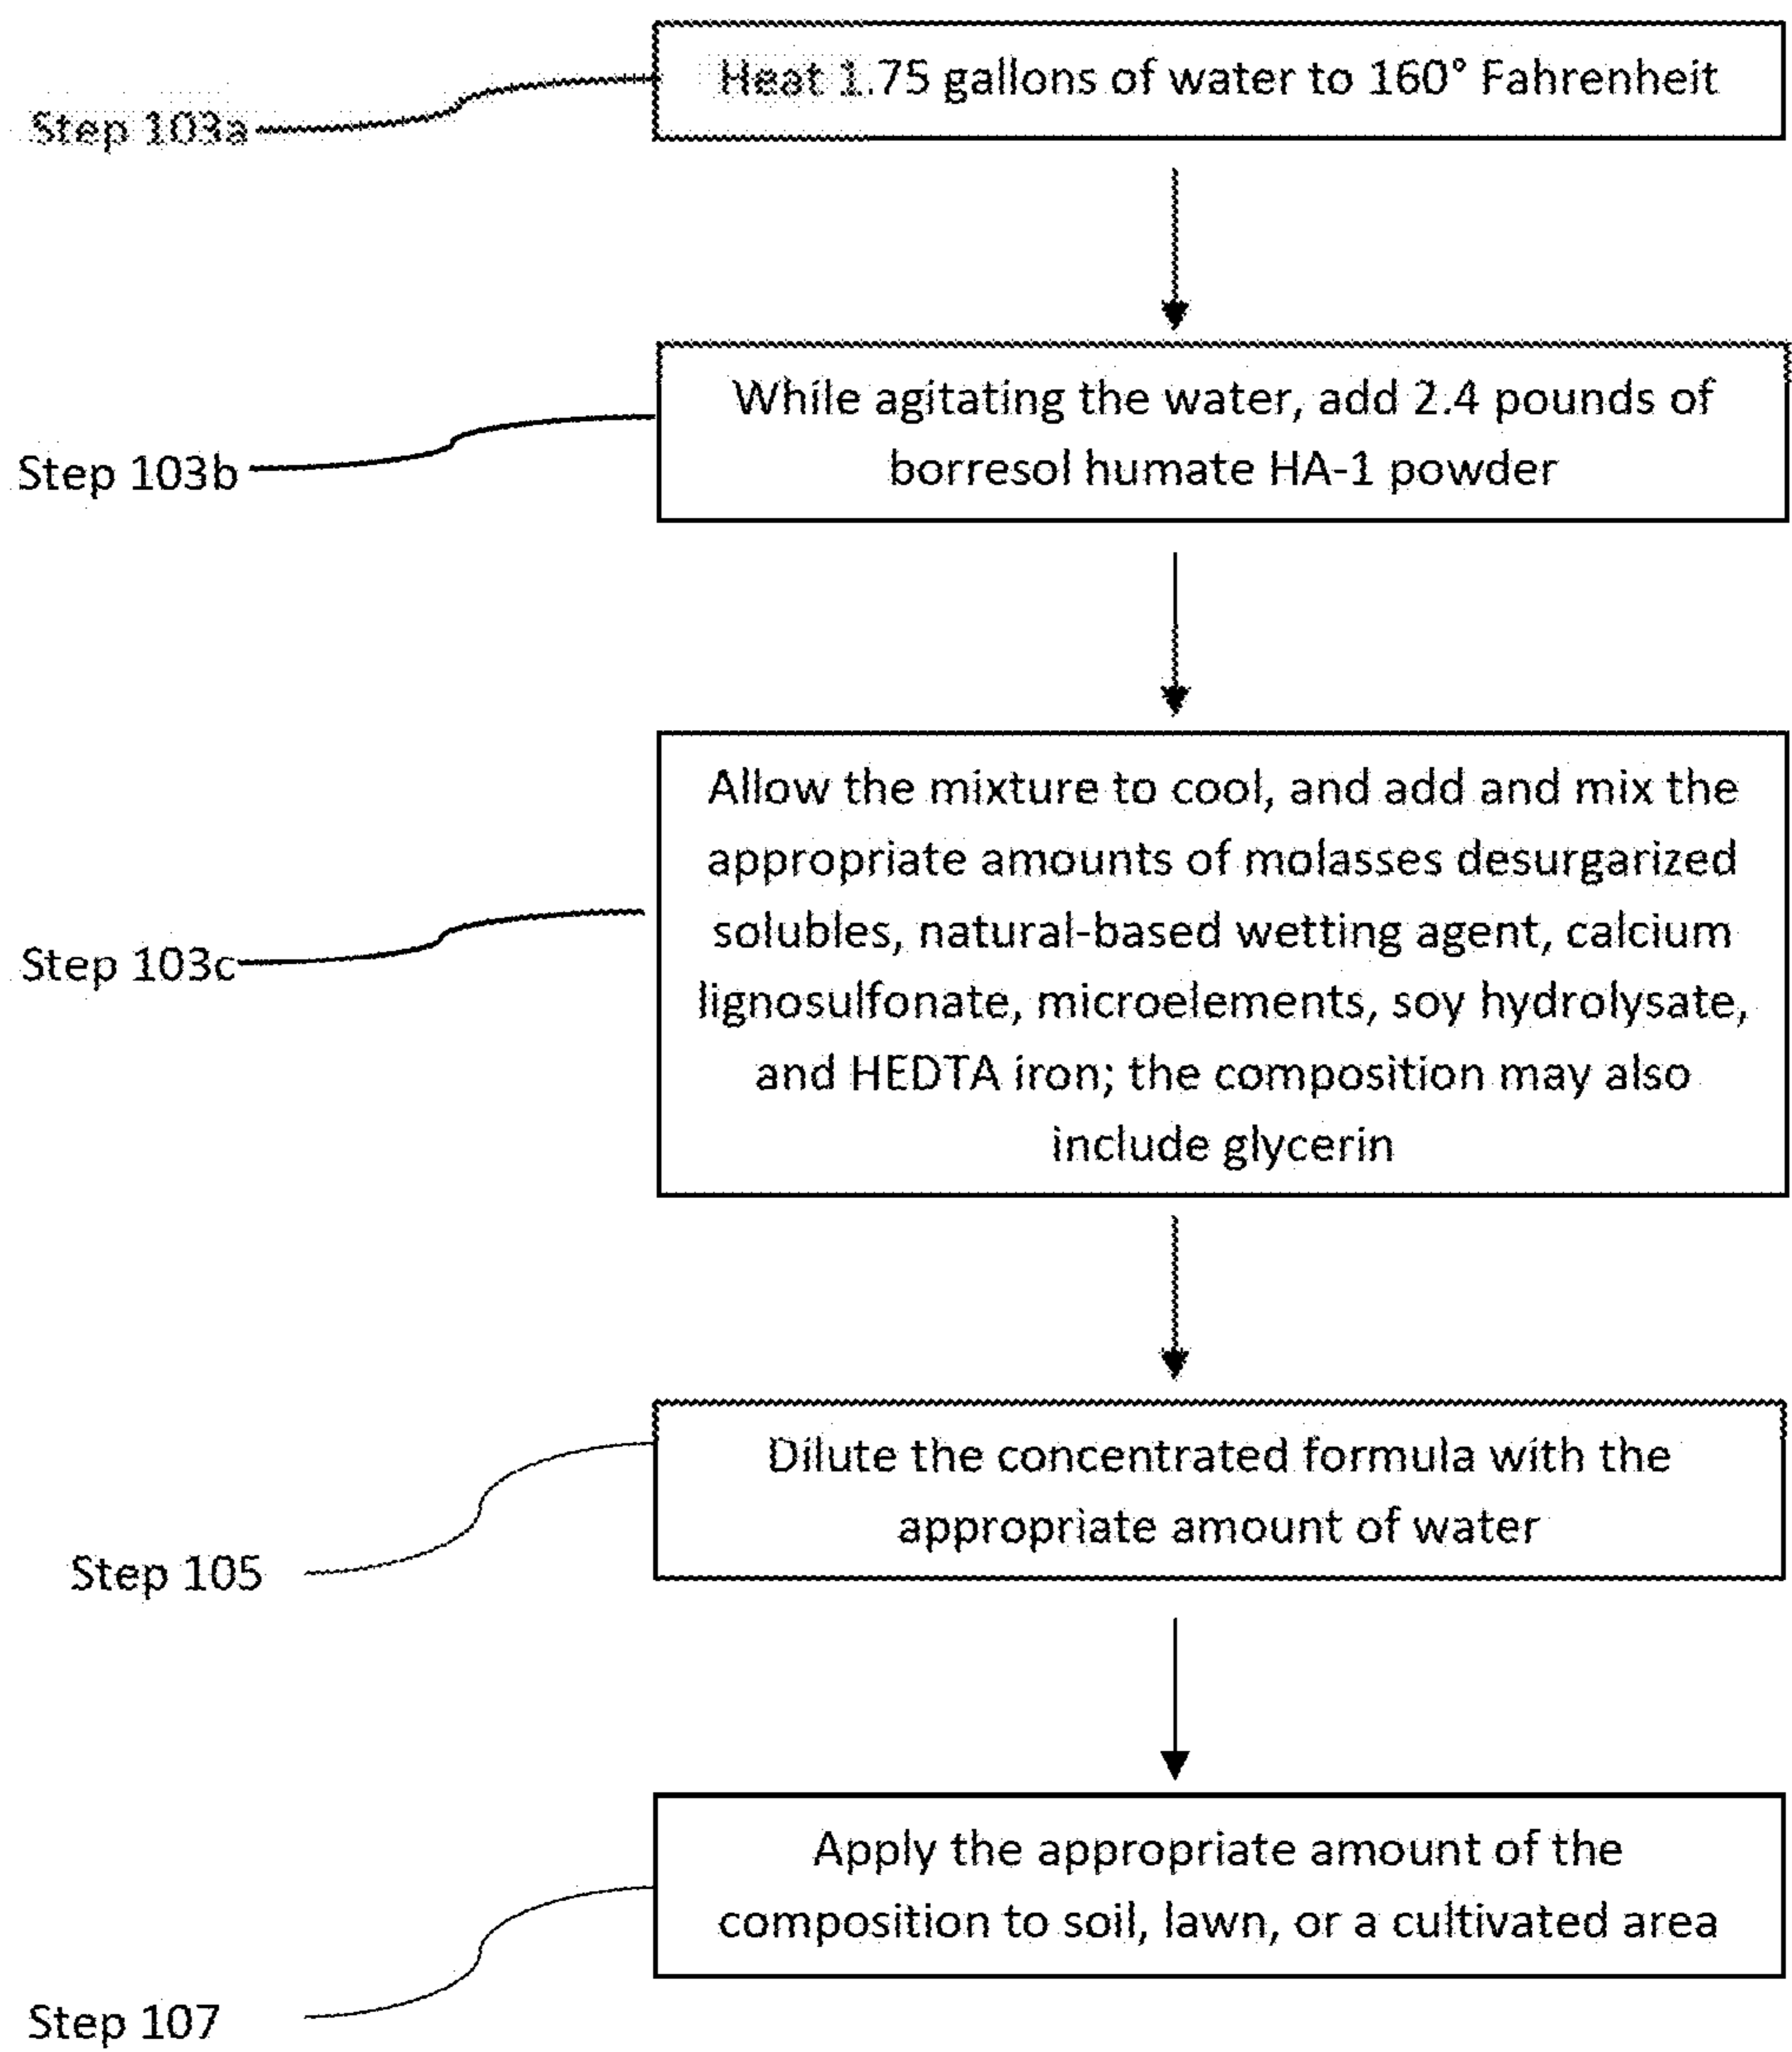 Heat 1.75 gallons of water to 160° Fahrenheit
Step 103a
While agitating the water, add 2.4 pounds of
borresol humate HA-1 powder
Step 103b
Allow the mixture to cool, and add and mix the
appropriate amounts of molasses desurgarized
solubles, natural-based wetting agent, calcium
lignosulfonate, microelements, soy hydrolysate,
and HEDTA iron; the composition may also
include glycerin
Step 103c
Dilute the concentrated formula with the
appropriate amount of water
Step 105
Apply the appropriate amount of the
composition to soil, lawn, or a cultivated area
Step 107